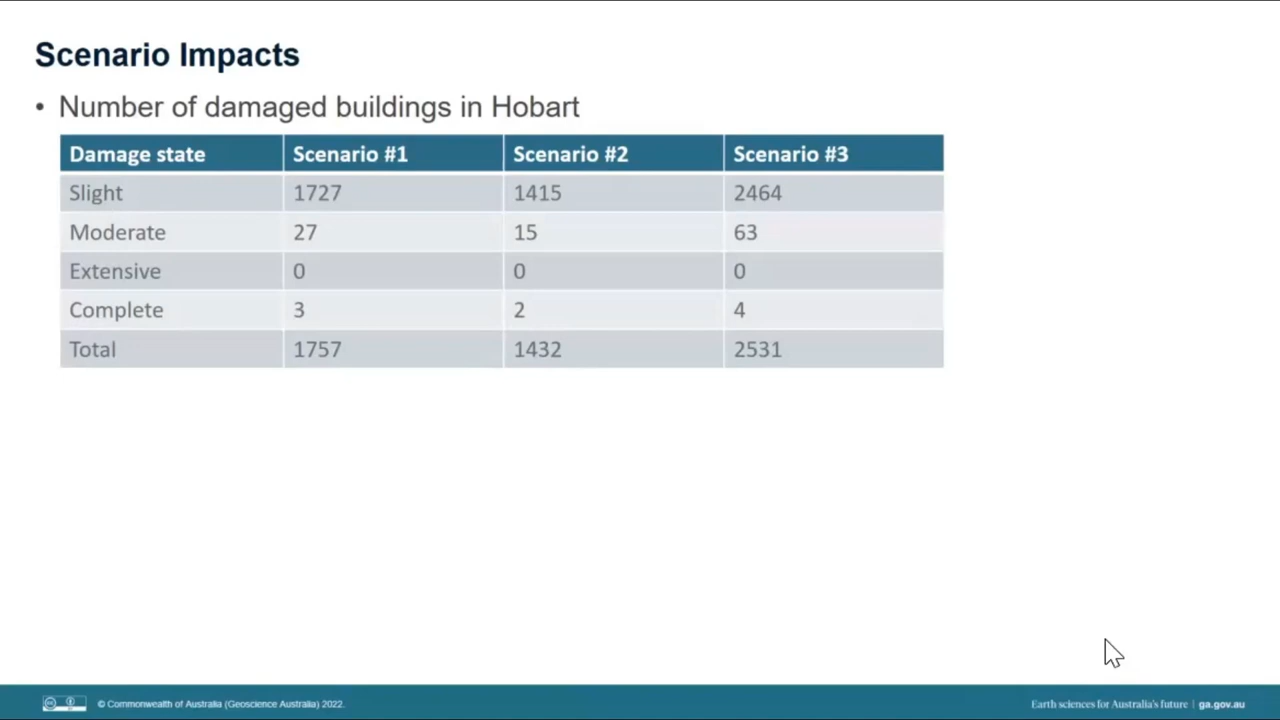 Scenario Impacts
• Number of damaged buildings in Hobart
Damage state Scenario #1 Scenario #2 Scenario #3
Slight 1727 1415 2464
Moderate 27 15 63
Extensive 0 0 0
Complete 3 2 4
Total 1757 1432 2531
© Commonwealth of Australia (Geoscience Australia) 2022. Earth sciences for Australia's future | ga.gov.au